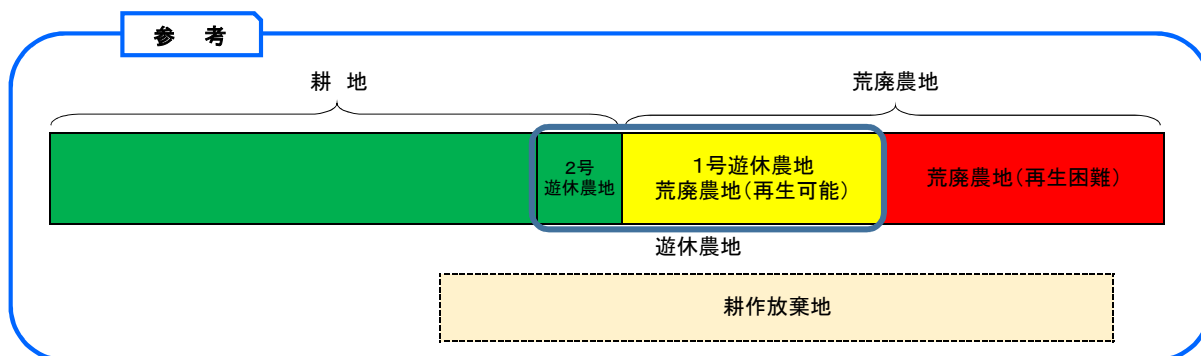 参 考
耕 地
荒廃農地
2号
遊休農地
1号遊休農地
荒廃農地(再生可能)
荒廃農地(再生困難)
遊休農地
耕作放棄地